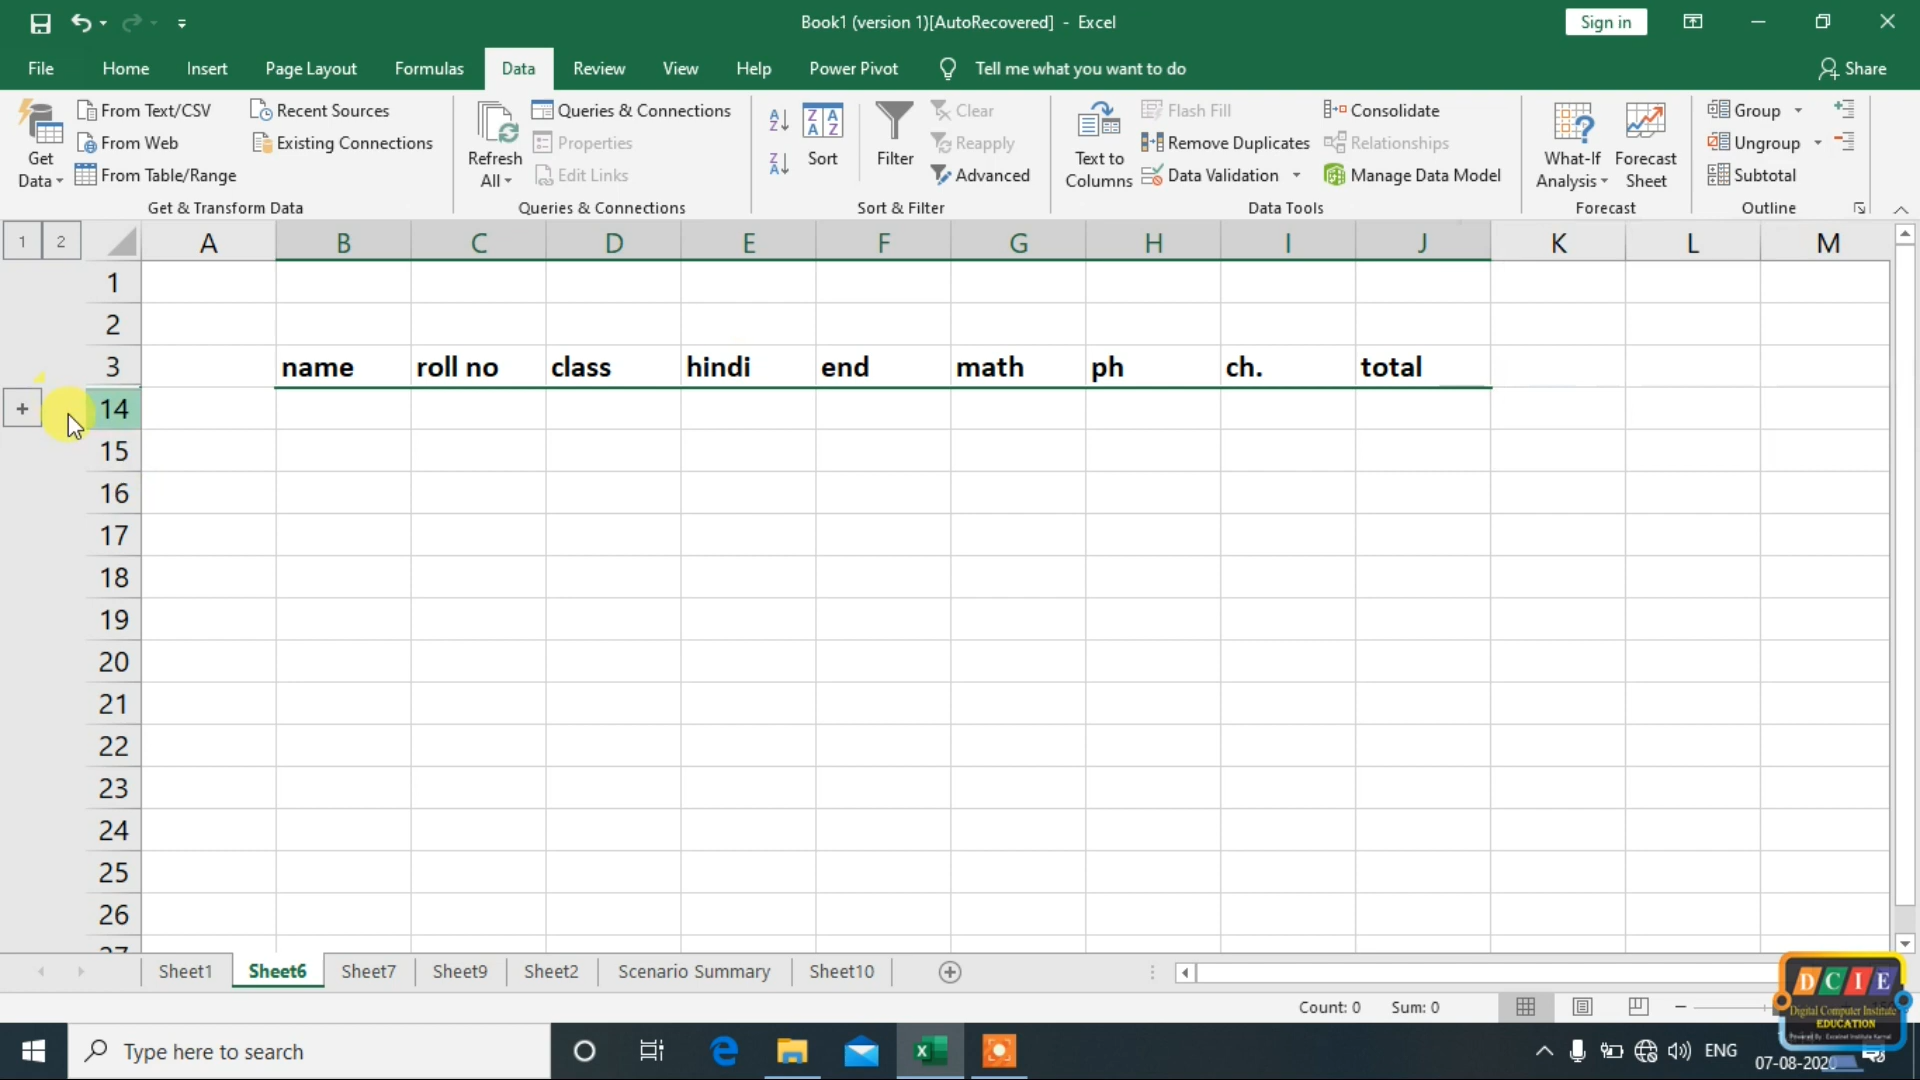 Book1 (version 1)[AutoRecovered] - Excel
Sign in
File Home Insert Page Layout Formulas Data Review View Help Power Pivot Tell me what you want to do Share
Get Data
From Text/CSV
From Web
From Table/Range
Recent Sources
Existing Connections
Get & Transform Data
Refresh All
Queries & Connections
Properties
Edit Links
Queries & Connections
Sort
Filter
Clear
Reapply
Advanced
Sort & Filter
Text to Columns
Flash Fill
Remove Duplicates
Data Validation
Consolidate
Relationships
Manage Data Model
Data Tools
What-If Analysis
Forecast Sheet
Forecast
Group
Ungroup
Subtotal
Outline
1 2
A B C D E F G H I J K L M
1
2
3 name roll no class hindi end math ph ch. total
14
15
16
17
18
19
20
21
22
23
24
25
26
Sheet1 Sheet6 Sheet7 Sheet9 Sheet2 Scenario Summary Sheet10
Count: 0 Sum: 0
DCIE
Digital Computer Institute
EDUCATION
Type here to search
ENG